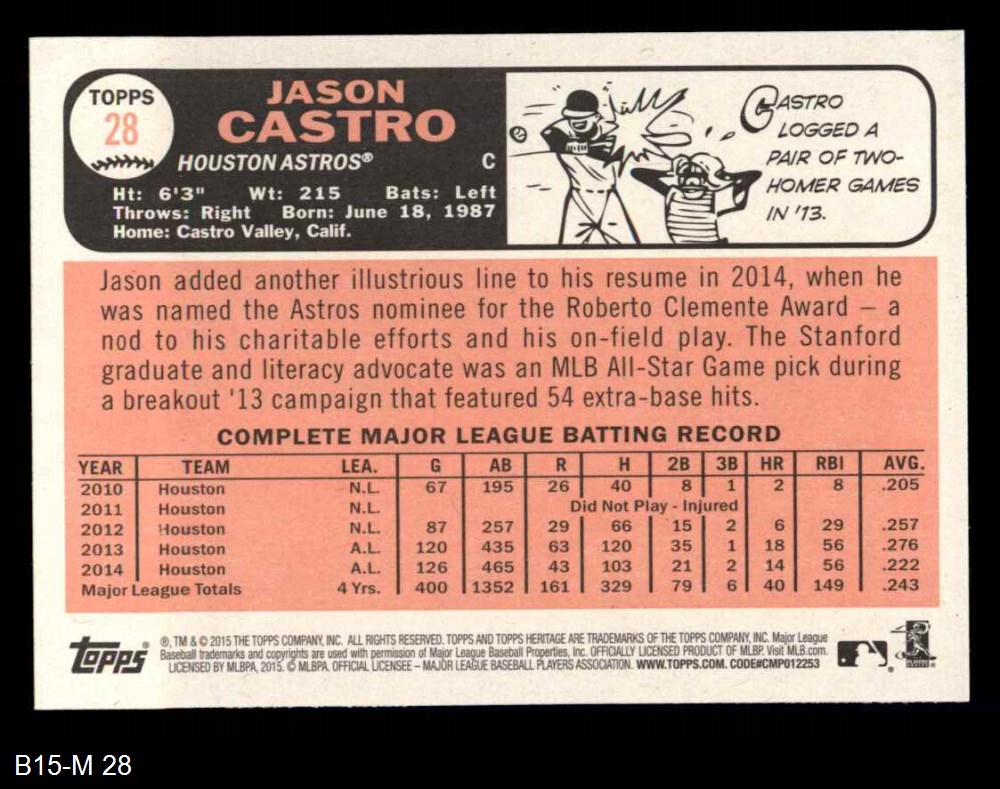 TOPPS
28
JASON
CASTRO
HOUSTON ASTROS® C
Ht: 6'3" Wt: 215 Bats: Left
Throws: Right Born: June 18, 1987
Home: Castro Valley, Calif.
CASTRO
LOGGED A
PAIR OF TWO-
HOMER GAMES
IN '13.
Jason added another illustrious line to his resume in 2014, when he
was named the Astros nominee for the Roberto Clemente Award – a
nod to his charitable efforts and his on-field play. The Stanford
graduate and literacy advocate was an MLB All-Star Game pick during
a breakout '13 campaign that featured 54 extra-base hits.
COMPLETE MAJOR LEAGUE BATTING RECORD
YEAR TEAM LEA. G AB R H 2B 3B HR RBI AVG.
2010 Houston N.L. 67 195 26 40 8 1 2 8 .205
2011 Houston N.L. Did Not Play - Injured
2012 Houston N.L. 87 257 29 66 15 2 6 29 .257
2013 Houston A.L. 120 435 63 120 35 1 18 56 .276
2014 Houston A.L. 126 465 43 103 21 2 14 56 .222
Major League Totals 4 Yrs. 400 1352 161 329 79 6 40 149 .243
topps®
®, TM & © 2015 THE TOPPS COMPANY, INC. ALL RIGHTS RESERVED. TOPPS AND TOPPS HERITAGE ARE TRADEMARKS OF THE TOPPS COMPANY, INC. Major League
Baseball trademarks and copyrights are used with permission of Major League Baseball Properties, Inc. OFFICIALLY LICENSED PRODUCT OF MLBP. Visit MLB.com.
LICENSED BY MLBPA, 2015. © MLBPA. OFFICIAL LICENSEE – MAJOR LEAGUE BASEBALL PLAYERS ASSOCIATION. WWW.TOPPS.COM. CODE#CMP012253
B15-M 28